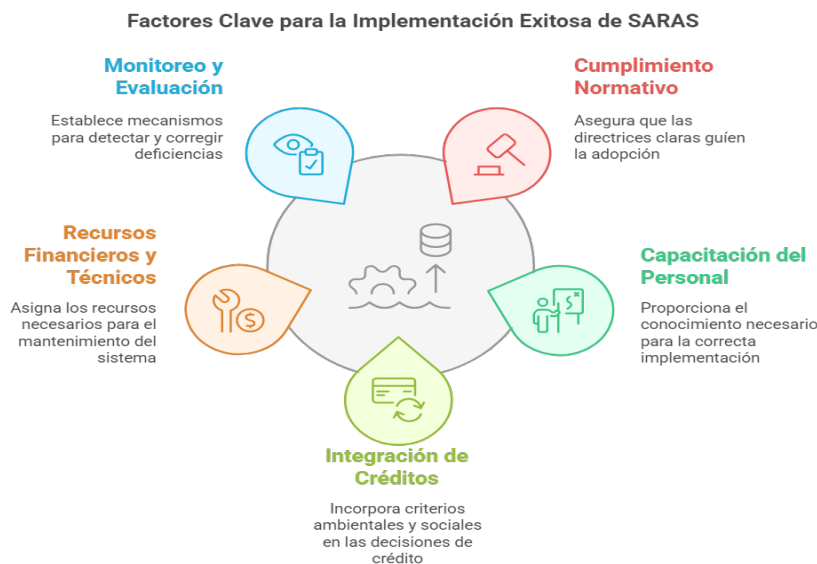 Factores Clave para la Implementación Exitosa de SARAS
Monitoreo y
Evaluación
Establece mecanismos
para detectar y corregir
deficiencias
Cumplimiento
Normativo
Asegura que las
directrices claras guíen
la adopción
Recursos
Financieros y
Técnicos
Asigna los recursos
necesarios para el
mantenimiento del
sistema
Capacitación del
Personal
Proporciona el
conocimiento necesario
para la correcta
implementación
$
Integración de
Créditos
Incorpora criterios
ambientales y sociales
en las decisiones de
crédito